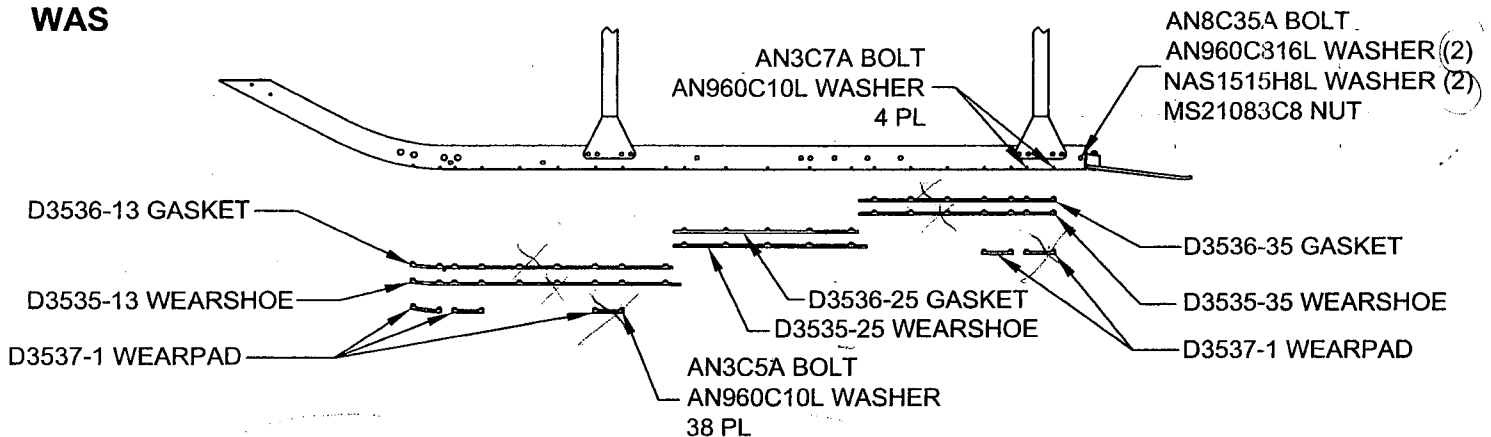 WAS
AN8C35A BOLT
AN960C816L WASHER (2)
NAS1515H8L WASHER (2)
MS21083C8 NUT
AN3C7A BOLT
AN960C10L WASHER
4 PL
D3536-13 GASKET
D3535-13 WEARSHOE
D3537-1 WEARPAD
D3536-25 GASKET
D3535-25 WEARSHOE
AN3C5A BOLT
AN960C10L WASHER
38 PL
D3536-35 GASKET
D3535-35 WEARSHOE
D3537-1 WEARPAD